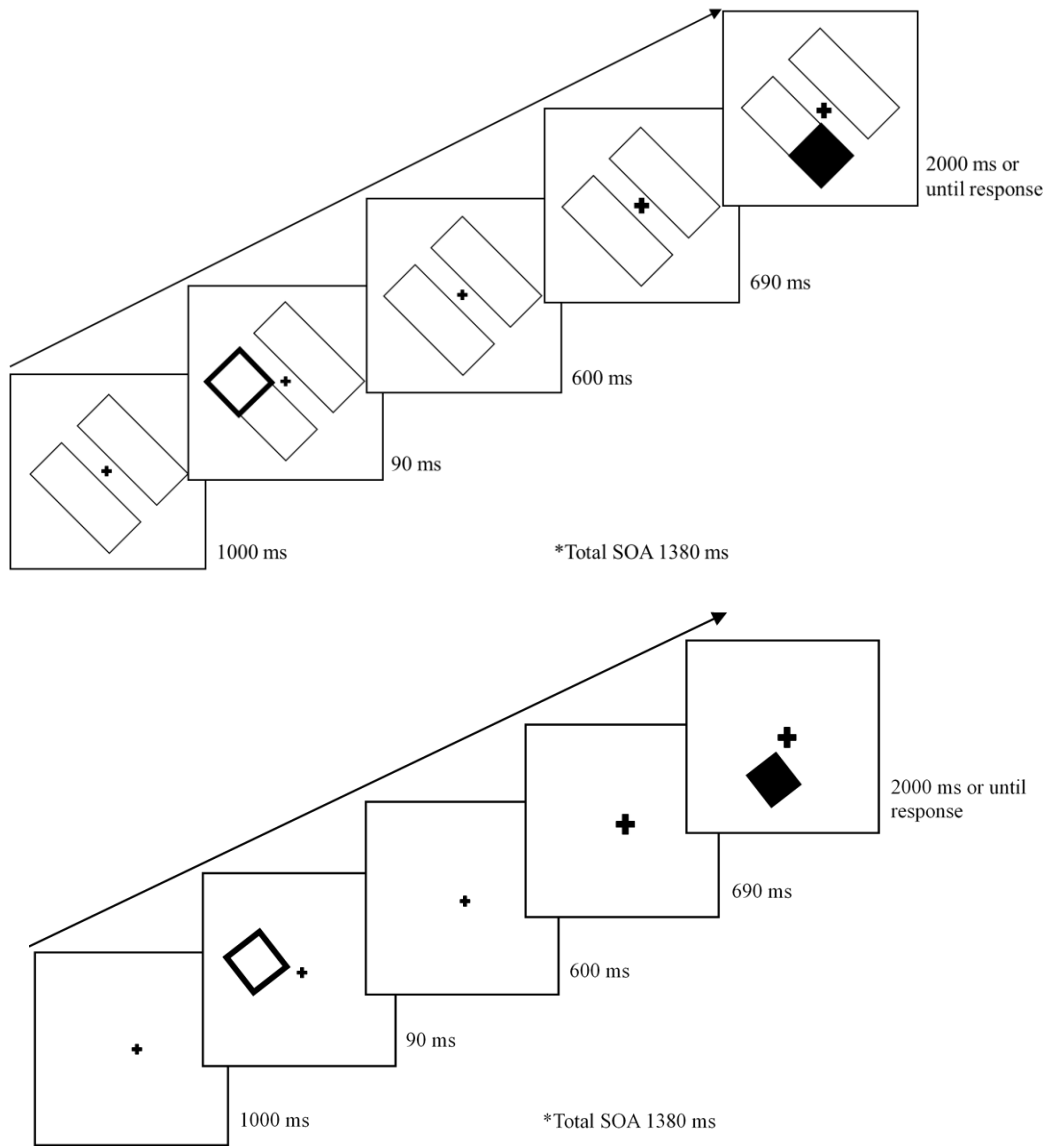 2000 ms or
until response
690 ms
600 ms
90 ms
1000 ms
*Total SOA 1380 ms
2000 ms or until
response
690 ms
600 ms
90 ms
1000 ms
*Total SOA 1380 ms